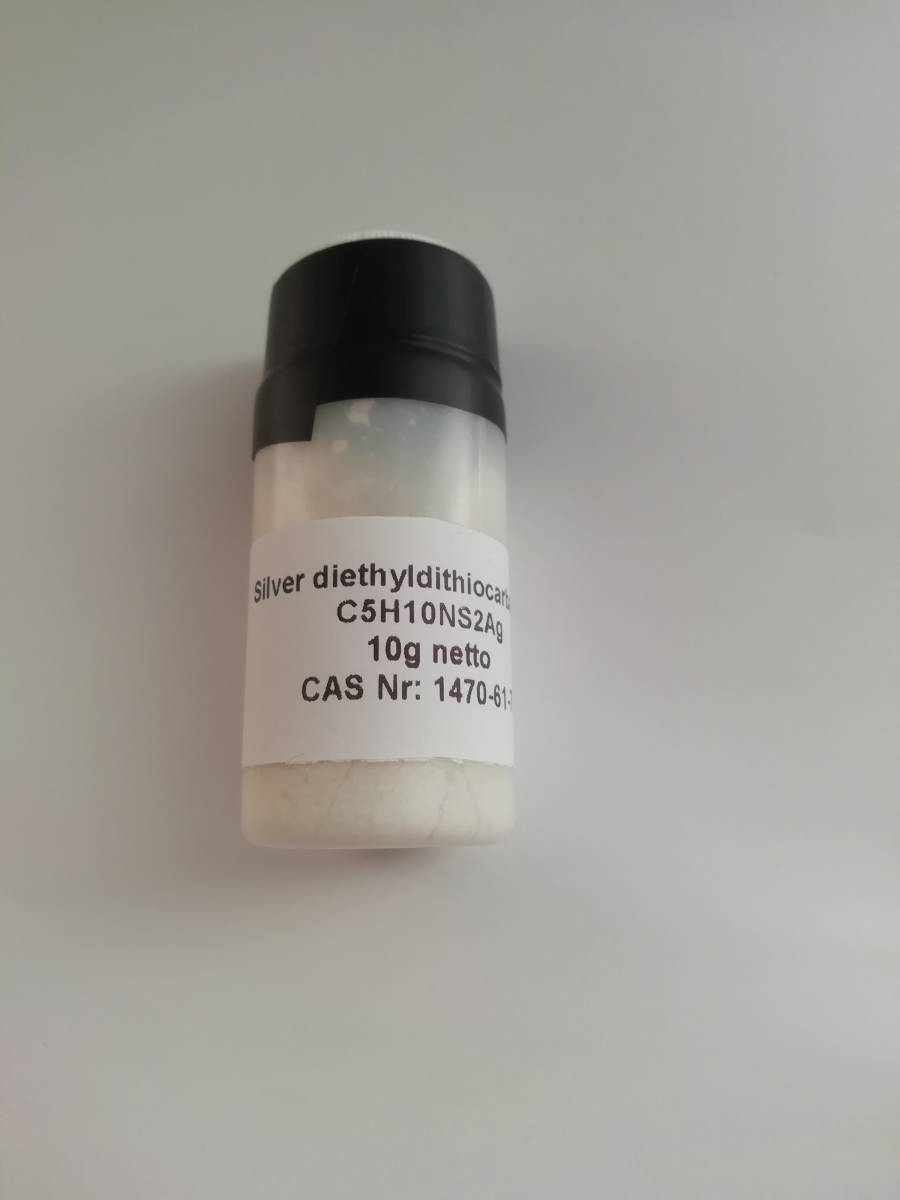 Silver diethyldithiocarb
C5H10NS2Ag
10g netto
CAS Nr: 1470-61-